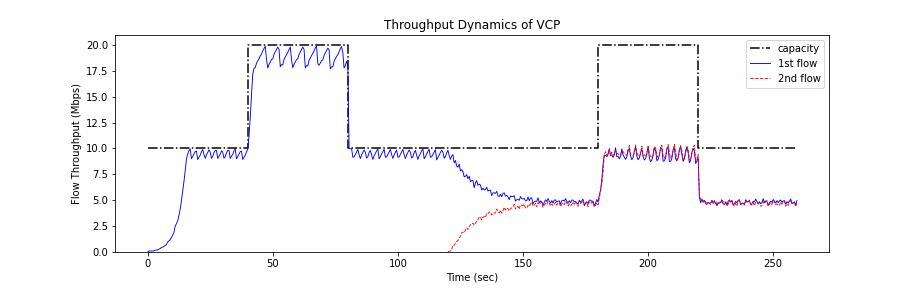 Throughput Dynamics of VCP
20.0
17.5
15.0
12.5
10.0
7.5
5.0
2.5
0.0
Flow Throughput (Mbps)
capacity
1st flow
2nd flow
0
50
100
150
200
250
Time (sec)